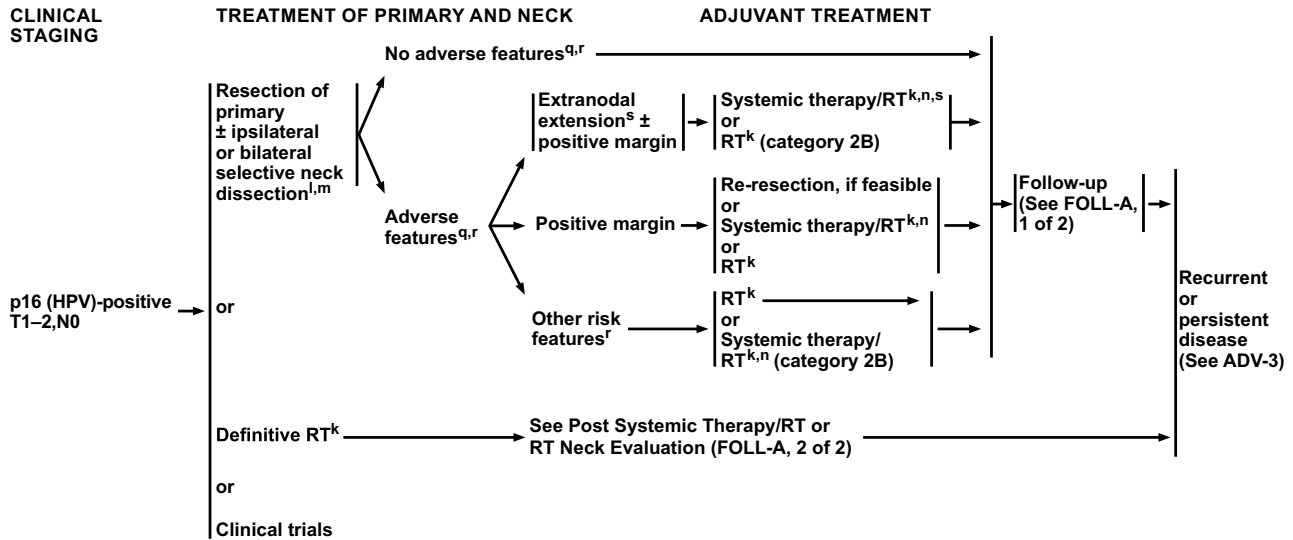 CLINICAL
STAGING
TREATMENT OF PRIMARY AND NECK
ADJUVANT TREATMENT
p16 (HPV)-positive
T1–2,N0
Resection of
primary
± ipsilateral
or bilateral
selective neck
dissection^l,m
or
Definitive RT^k
or
Clinical trials
No adverse features^q,r
Adverse
features^q,r
Extranodal
extension^s ±
positive margin
Systemic therapy/RT^k,n,s
or
RT^k (category 2B)
Positive margin
Re-resection, if feasible
or
Systemic therapy/RT^k,n
or
RT^k
Other risk
features^r
RT^k
or
Systemic therapy/
RT^k,n (category 2B)
See Post Systemic Therapy/RT or
RT Neck Evaluation (FOLL-A, 2 of 2)
Follow-up
(See FOLL-A,
1 of 2)
Recurrent
or
persistent
disease
(See ADV-3)